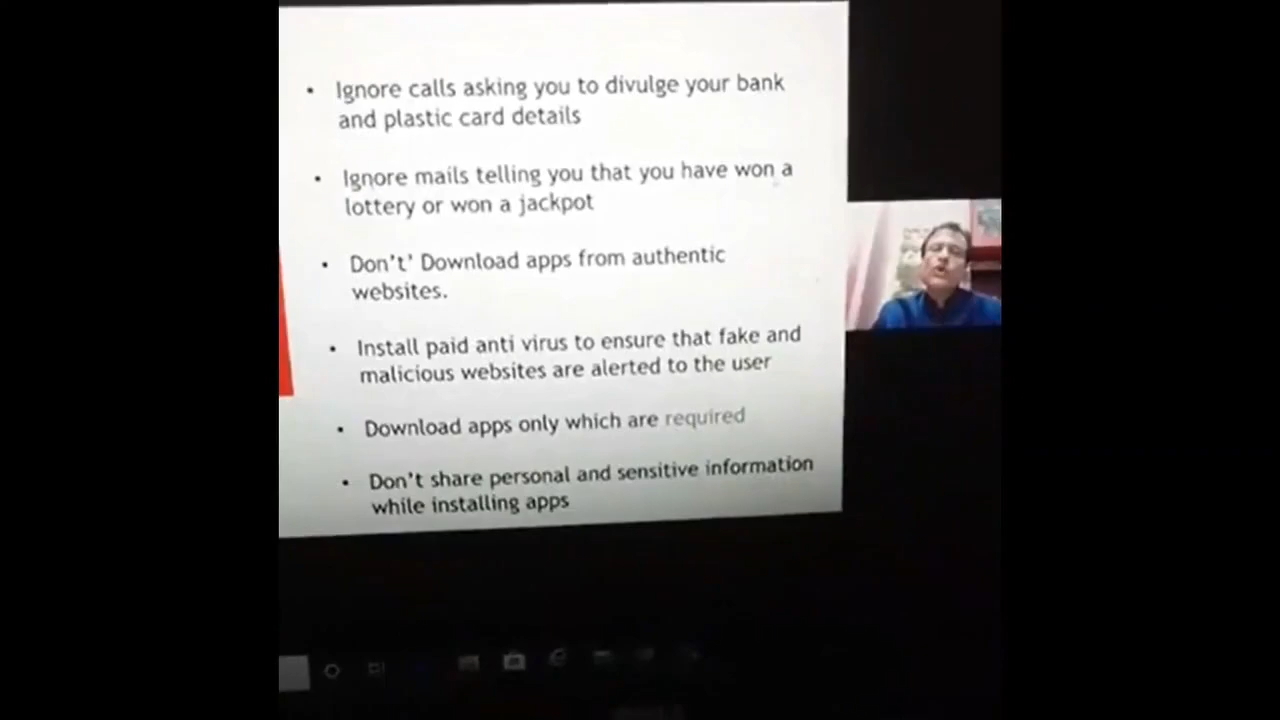 • Ignore calls asking you to divulge your bank
and plastic card details
• Ignore mails telling you that you have won a
lottery or won a jackpot
• Don't' Download apps from authentic
websites.
• Install paid anti virus to ensure that fake and
malicious websites are alerted to the user
• Download apps only which are required
• Don't share personal and sensitive information
while installing apps